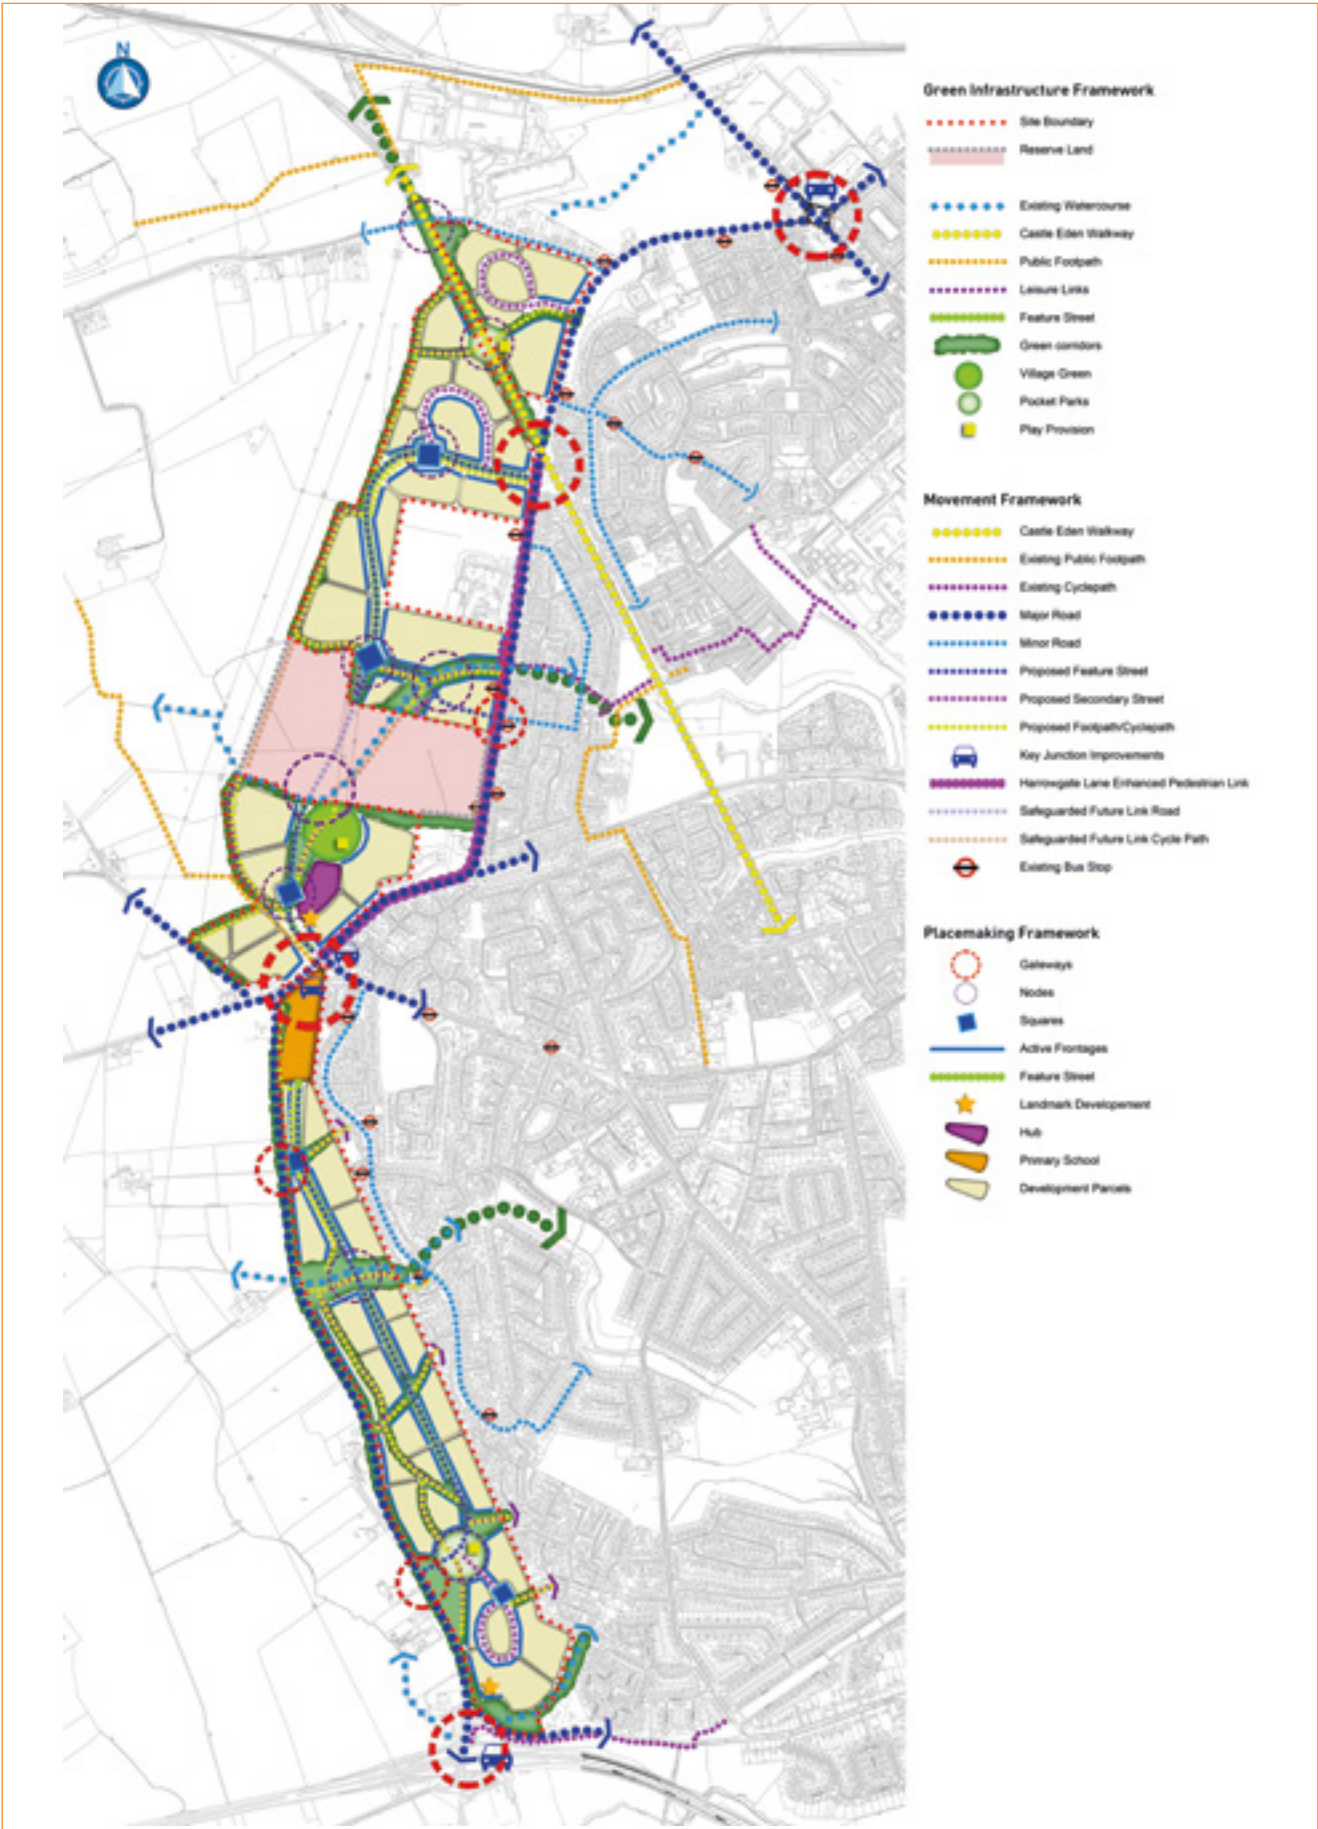 N
Green Infrastructure Framework
Site Boundary
Reserve Land
Existing Watercourse
Castle Eden Walkway
Public Footpath
Leisure Links
Feature Street
Green corridors
Village Green
Pocket Parks
Play Provision
Movement Framework
Castle Eden Walkway
Existing Public Footpath
Existing Cyclepath
Major Road
Minor Road
Proposed Feature Street
Proposed Secondary Street
Proposed Footpath/Cyclepath
Key Junction Improvements
Harrowgate Lane Enhanced Pedestrian Link
Safeguarded Future Link Road
Safeguarded Future Link Cycle Path
Existing Bus Stop
Placemaking Framework
Gateways
Nodes
Squares
Active Frontages
Feature Street
Landmark Developement
Hub
Primary School
Development Parcels